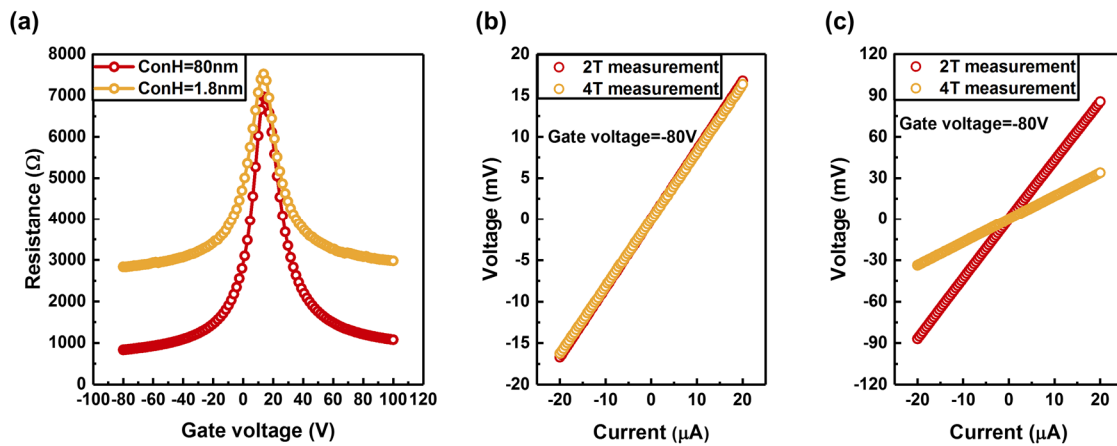 (a)
8000
7000
6000
5000
4000
3000
2000
1000
0
Resistance (Ω)
ConH=80nm
ConH=1.8nm
-100 -80 -60 -40 -20 0 20 40 60 80 100 120
Gate voltage (V)
(b)
20
15
10
5
0
-5
-10
-15
-20
Voltage (mV)
2T measurement
4T measurement
Gate voltage=-80V
-20 -10 0 10 20
Current (μA)
(c)
120
90
60
30
0
-30
-60
-90
-120
Voltage (mV)
2T measurement
4T measurement
Gate voltage=-80V
-20 -10 0 10 20
Current (μA)